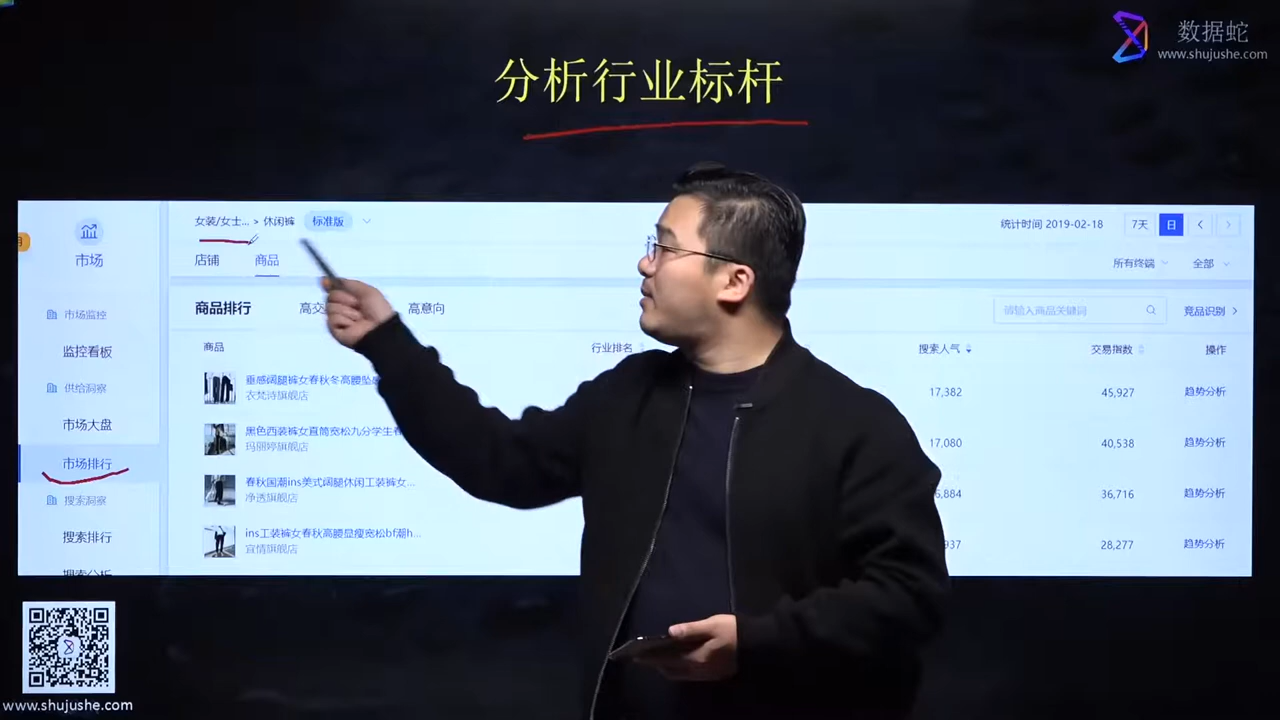 数据蛇
www.shujushe.com
分析行业标杆
女装/女士... > 休闲裤 标准版
统计时间 2019-02-18 7天 日
市场
店铺 商品
所有终端 全部
市场监控
商品排行 高交 高意向
请输入商品关键词 竞品识别
监控看板
商品 行业排名 搜索人气 交易指数 操作
供给洞察
垂感阔腿裤女春秋冬高腰坠
衣梵诗旗舰店
17,382 45,927 趋势分析
市场大盘
黑色西装裤女直筒宽松九分学生春
玛丽婷旗舰店
17,080 40,538 趋势分析
市场排行
春秋国潮ins美式阔腿休闲工装裤女...
净透旗舰店
6,884 36,716 趋势分析
搜索洞察
搜索排行
ins工装裤女春秋高腰显瘦宽松bf潮h...
宜情旗舰店
937 28,277 趋势分析
搜索分析
www.shujushe.com